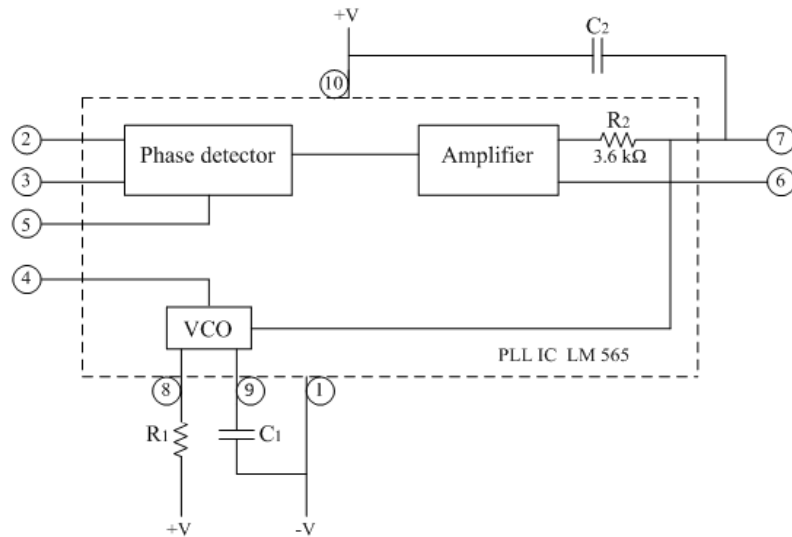 +V
C2
10
2
3
5
4
Phase detector
Amplifier
R2
3.6 kΩ
7
6
VCO
PLL IC LM 565
8
9
1
R1
C1
+V
-V